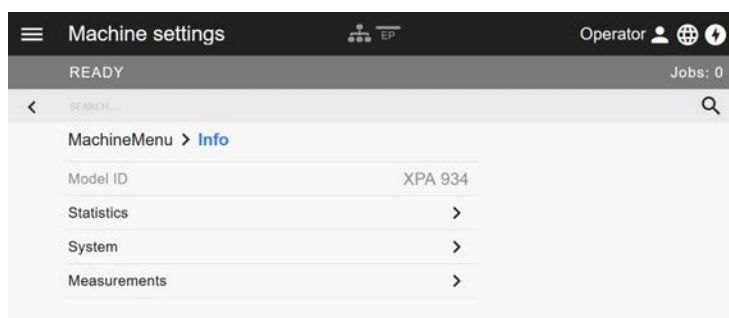 Machine settings EP Operator
READY Jobs: 0
SEARCH...
MachineMenu > Info
Model ID XPA 934
Statistics
System
Measurements